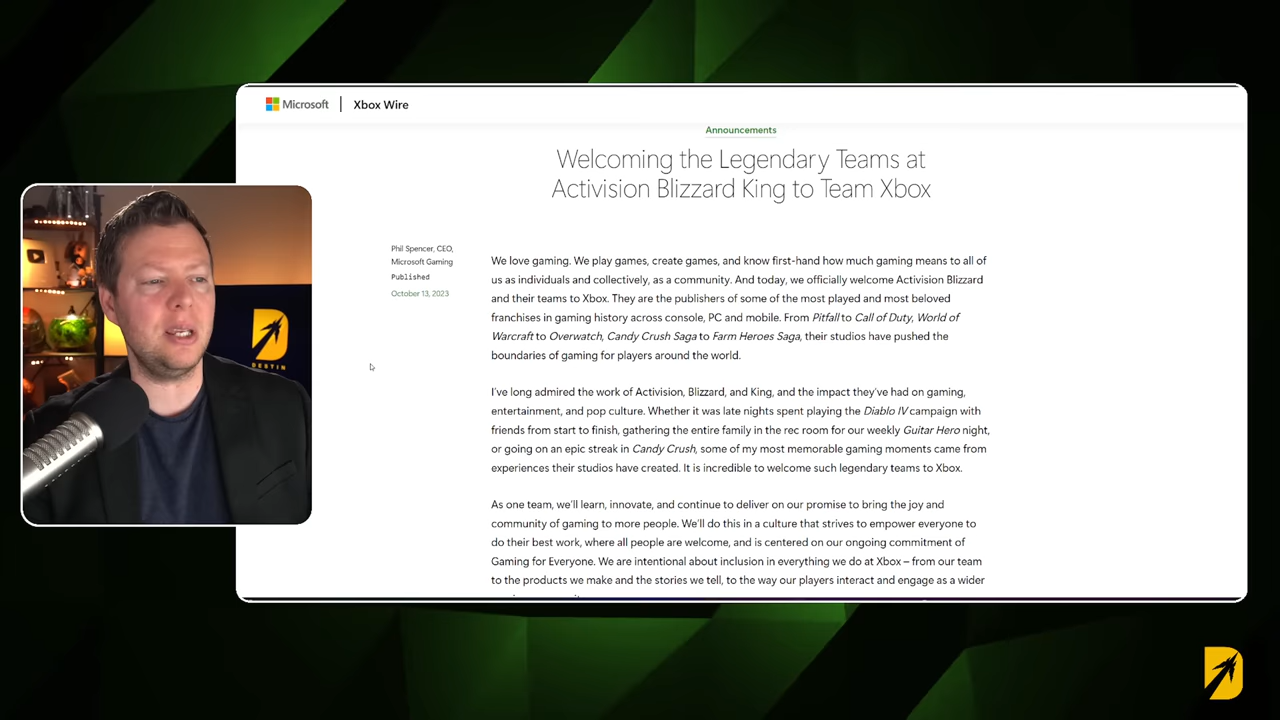 Microsoft | Xbox Wire
Announcements
Welcoming the Legendary Teams at
Activision Blizzard King to Team Xbox
Phil Spencer, CEO,
Microsoft Gaming
Published
October 13, 2023
We love gaming. We play games, create games, and know first-hand how much gaming means to all of
us as individuals and collectively, as a community. And today, we officially welcome Activision Blizzard
and their teams to Xbox. They are the publishers of some of the most played and most beloved
franchises in gaming history across console, PC and mobile. From Pitfall to Call of Duty, World of
Warcraft to Overwatch, Candy Crush Saga to Farm Heroes Saga, their studios have pushed the
boundaries of gaming for players around the world.
I've long admired the work of Activision, Blizzard, and King, and the impact they've had on gaming,
entertainment, and pop culture. Whether it was late nights spent playing the Diablo IV campaign with
friends from start to finish, gathering the entire family in the rec room for our weekly Guitar Hero night,
or going on an epic streak in Candy Crush, some of my most memorable gaming moments came from
experiences their studios have created. It is incredible to welcome such legendary teams to Xbox.
As one team, we'll learn, innovate, and continue to deliver on our promise to bring the joy and
community of gaming to more people. We'll do this in a culture that strives to empower everyone to
do their best work, where all people are welcome, and is centered on our ongoing commitment of
Gaming for Everyone. We are intentional about inclusion in everything we do at Xbox – from our team
to the products we make and the stories we tell, to the way our players interact and engage as a wider
DESTIN